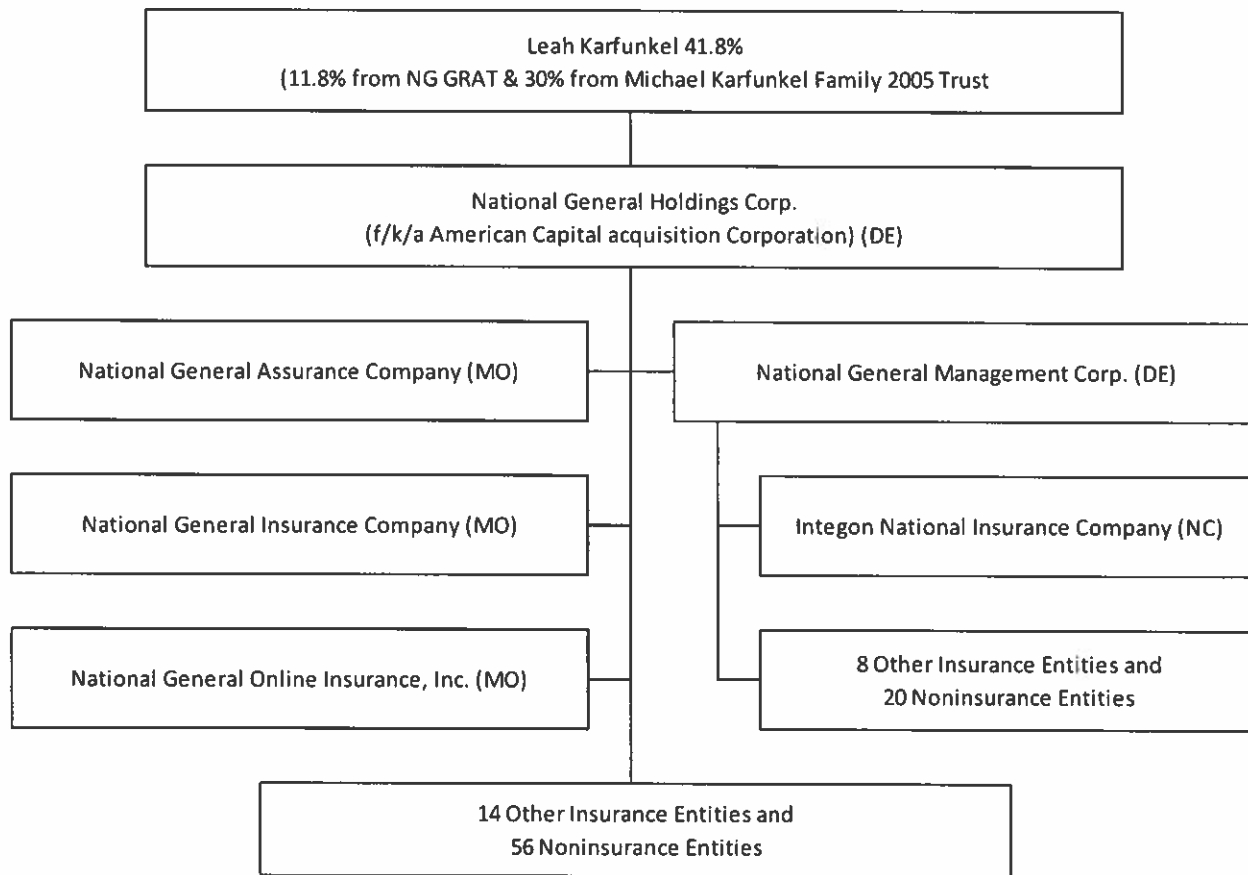 Leah Karfunkel 41.8%
(11.8% from NG GRAT & 30% from Michael Karfunkel Family 2005 Trust
National General Holdings Corp.
(f/k/a American Capital acquisition Corporation) (DE)
National General Assurance Company (MO)
National General Management Corp. (DE)
National General Insurance Company (MO)
Integon National Insurance Company (NC)
National General Online Insurance, Inc. (MO)
8 Other Insurance Entities and
20 Noninsurance Entities
14 Other Insurance Entities and
56 Noninsurance Entities